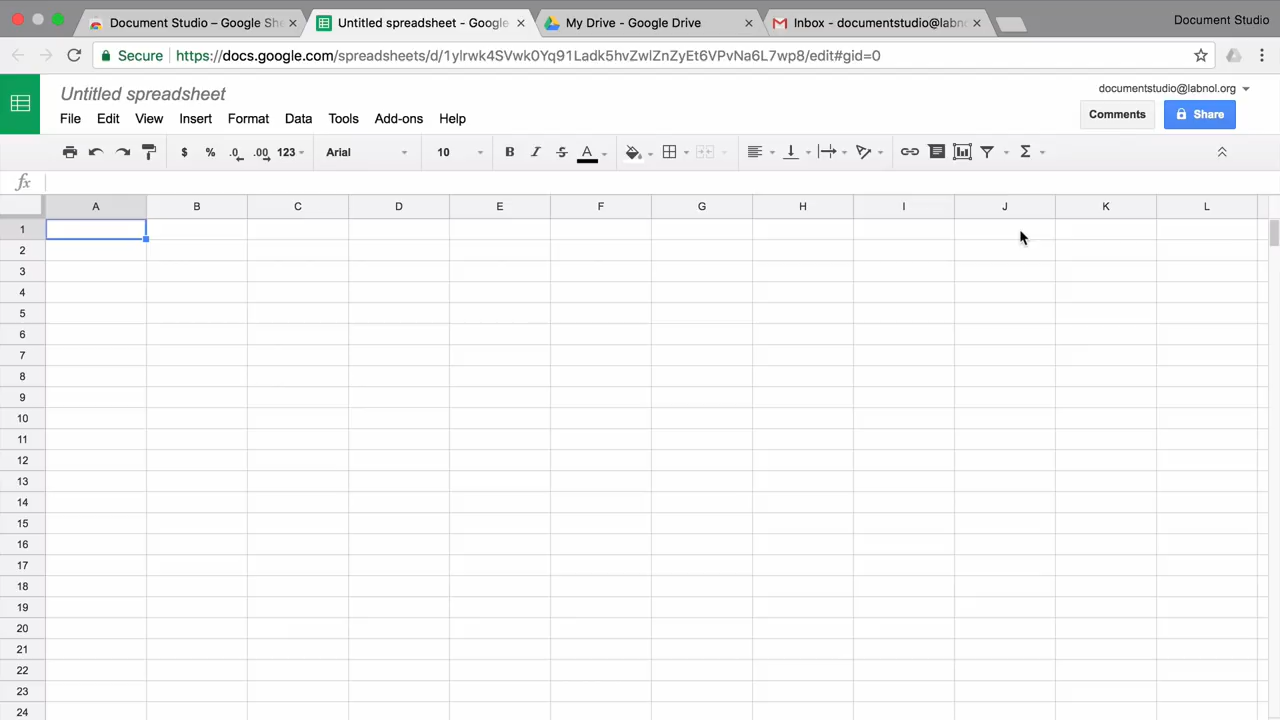 Document Studio – Google She
Untitled spreadsheet - Google
My Drive - Google Drive
Inbox - documentstudio@labno
Document Studio
Secure
https://docs.google.com/spreadsheets/d/1ylrwk4SVwk0Yq91Ladk5hvZwlZnZyEt6VPvNa6L7wp8/edit#gid=0
Untitled spreadsheet
documentstudio@labnol.org
File Edit View Insert Format Data Tools Add-ons Help
Comments
Share
$ % .0 .00 123 Arial 10 B I S A Σ
fx
A B C D E F G H I J K L
1
2
3
4
5
6
7
8
9
10
11
12
13
14
15
16
17
18
19
20
21
22
23
24